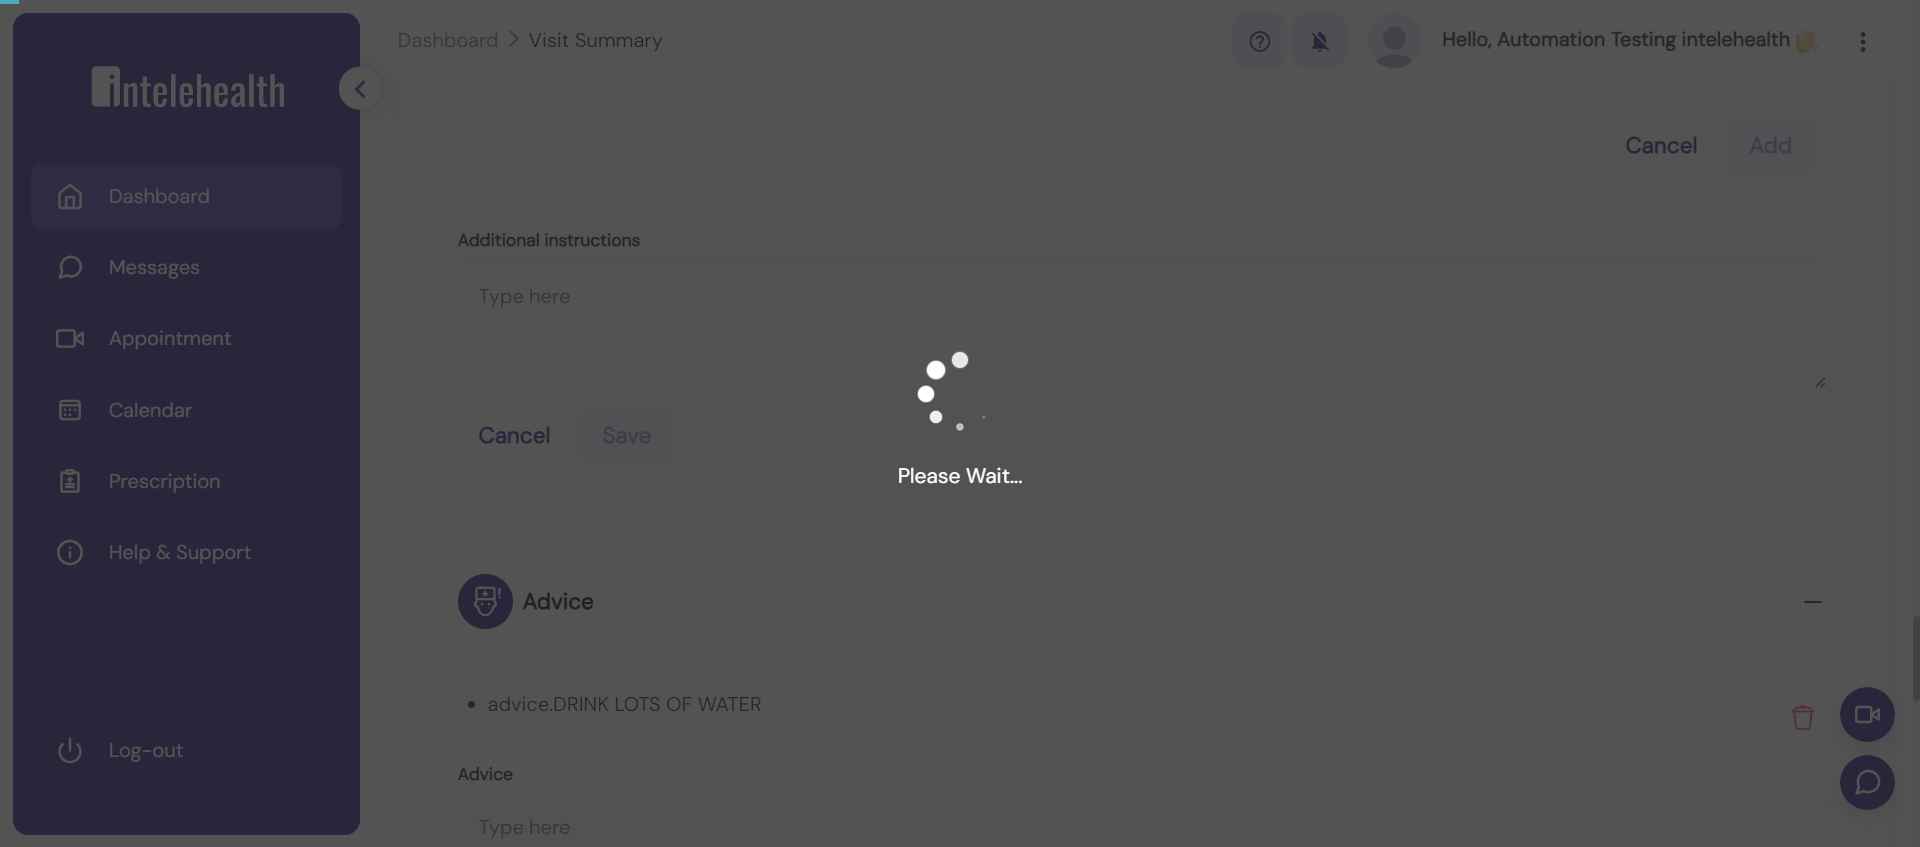 intelehealth
Dashboard
Messages
Appointment
Calendar
Prescription
Help & Support
Log-out
Dashboard > Visit Summary
Hello, Automation Testing intelehealth 👋
Cancel Add
Additional instructions
Type here
Cancel Save
Please Wait...
Advice
advice.DRINK LOTS OF WATER
Advice
Type here